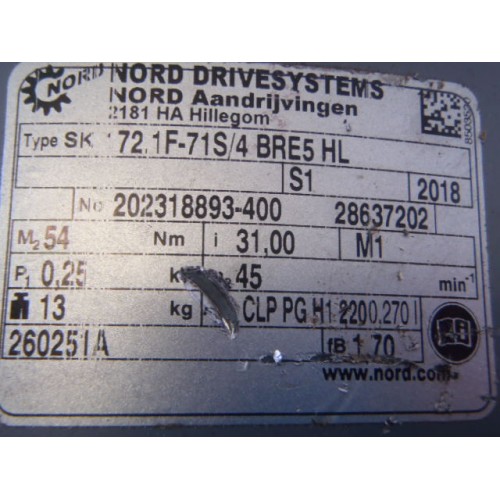 NORD NORD DRIVESYSTEMS
NORD Aandrijvingen
2181 HA Hillegom
Type SK 172.1F-71S/4 BRE5 HL
S1 2018
No 202318893-400 28637202
M2 54 Nm i 31,00 M1
P1 0,25 45 min-1
13 kg CLP PG H1 2200,270 l
260251A fB 1,70
www.nord.com